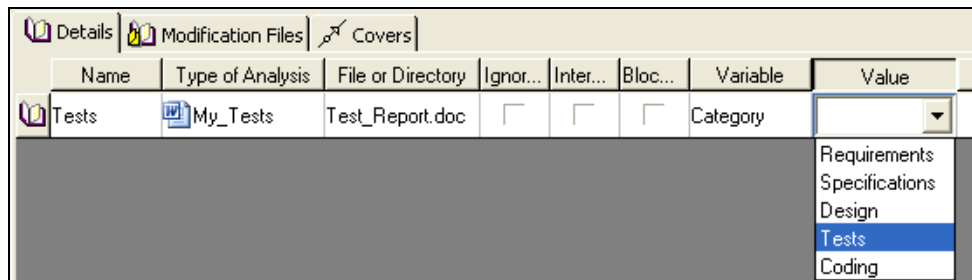 Details Modification Files Covers
Name Type of Analysis File or Directory Ignor... Inter... Bloc... Variable Value
Tests My_Tests Test_Report.doc Category
Requirements
Specifications
Design
Tests
Coding